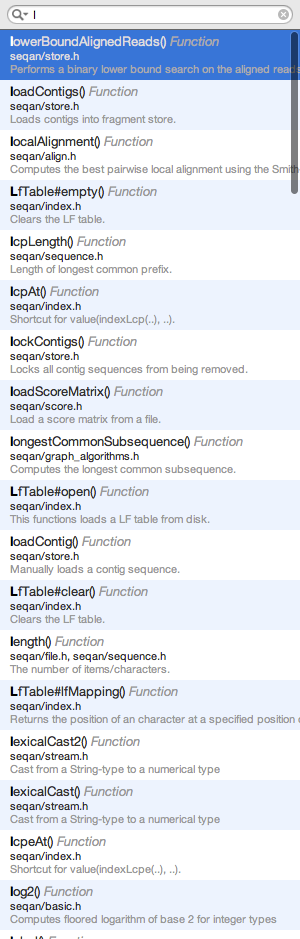 l
lowerBoundAlignedReads() Function
seqan/store.h
Performs a binary lower bound search on the aligned reads
loadContigs() Function
seqan/store.h
Loads contigs into fragment store.
localAlignment() Function
seqan/align.h
Computes the best pairwise local alignment using the Smith
LfTable#empty() Function
seqan/index.h
Clears the LF table.
lcpLength() Function
seqan/sequence.h
Length of longest common prefix.
lcpAt() Function
seqan/index.h
Shortcut for value(indexLcp(..), ..).
lockContigs() Function
seqan/store.h
Locks all contig sequences from being removed.
loadScoreMatrix() Function
seqan/score.h
Load a score matrix from a file.
longestCommonSubsequence() Function
seqan/graph_algorithms.h
Computes the longest common subsequence.
LfTable#open() Function
seqan/index.h
This functions loads a LF table from disk.
loadContig() Function
seqan/store.h
Manually loads a contig sequence.
LfTable#clear() Function
seqan/index.h
Clears the LF table.
length() Function
seqan/file.h, seqan/sequence.h
The number of items/characters.
LfTable#lfMapping() Function
seqan/index.h
Returns the position of an character at a specified position
lexicalCast2() Function
seqan/stream.h
Cast from a String-type to a numerical type
lexicalCast() Function
seqan/stream.h
Cast from a String-type to a numerical type
lcpeAt() Function
seqan/index.h
Shortcut for value(indexLcpe(..), ..).
log2() Function
seqan/basic.h
Computes floored logarithm of base 2 for integer types